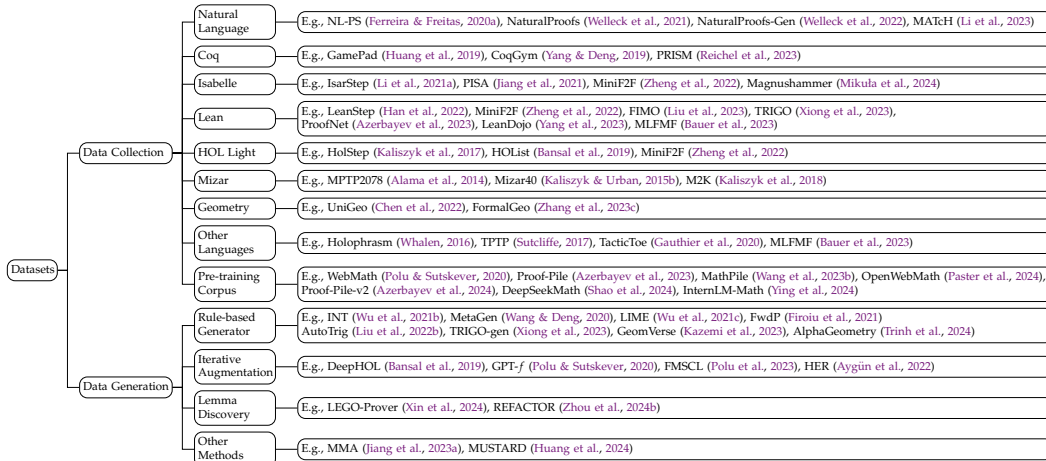 Datasets
Data Collection
Natural
Language
E.g., NL-PS (Ferreira & Freitas, 2020a), NaturalProofs (Welleck et al., 2021), NaturalProofs-Gen (Welleck et al., 2022), MATcH (Li et al., 2023)
Coq
E.g., GamePad (Huang et al., 2019), CoqGym (Yang & Deng, 2019), PRISM (Reichel et al., 2023)
Isabelle
E.g., IsarStep (Li et al., 2021a), PISA (Jiang et al., 2021), MiniF2F (Zheng et al., 2022), Magnushammer (Mikuła et al., 2024)
Lean
E.g., LeanStep (Han et al., 2022), MiniF2F (Zheng et al., 2022), FIMO (Liu et al., 2023), TRIGO (Xiong et al., 2023),
ProofNet (Azerbayev et al., 2023), LeanDojo (Yang et al., 2023), MLFMF (Bauer et al., 2023)
HOL Light
E.g., HolStep (Kaliszyk et al., 2017), HOList (Bansal et al., 2019), MiniF2F (Zheng et al., 2022)
Mizar
E.g., MPTP2078 (Alama et al., 2014), Mizar40 (Kaliszyk & Urban, 2015b), M2K (Kaliszyk et al., 2018)
Geometry
E.g., UniGeo (Chen et al., 2022), FormalGeo (Zhang et al., 2023c)
Other
Languages
E.g., Holophrasm (Whalen, 2016), TPTP (Sutcliffe, 2017), TacticToe (Gauthier et al., 2020), MLFMF (Bauer et al., 2023)
Pre-training
Corpus
E.g., WebMath (Polu & Sutskever, 2020), Proof-Pile (Azerbayev et al., 2023), MathPile (Wang et al., 2023b), OpenWebMath (Paster et al., 2024),
Proof-Pile-v2 (Azerbayev et al., 2024), DeepSeekMath (Shao et al., 2024), InternLM-Math (Ying et al., 2024)
Data Generation
Rule-based
Generator
E.g., INT (Wu et al., 2021b), MetaGen (Wang & Deng, 2020), LIME (Wu et al., 2021c), FwdP (Firoiu et al., 2021)
AutoTrig (Liu et al., 2022b), TRIGO-gen (Xiong et al., 2023), GeomVerse (Kazemi et al., 2023), AlphaGeometry (Trinh et al., 2024)
Iterative
Augmentation
E.g., DeepHOL (Bansal et al., 2019), GPT-f (Polu & Sutskever, 2020), FMSCL (Polu et al., 2023), HER (Aygün et al., 2022)
Lemma
Discovery
E.g., LEGO-Prover (Xin et al., 2024), REFACTOR (Zhou et al., 2024b)
Other
Methods
E.g., MMA (Jiang et al., 2023a), MUSTARD (Huang et al., 2024)